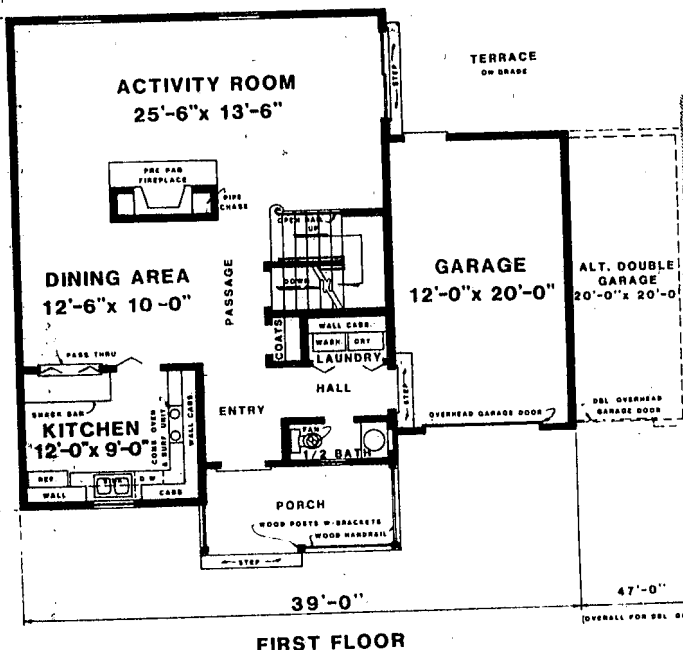 TERRACE
ON GRADE
STEP
ACTIVITY ROOM
25'-6"x 13'-6"
PRE FAB
FIREPLACE
PIPE
CHASE
OPEN RAIL
UP
DOWN
PASSAGE
DINING AREA
12'-6"x 10-0"
GARAGE
12'-0"x 20'-0"
ALT. DOUBLE
GARAGE
20'-0"x 20'-0
COATS
WALL CABS.
WASH DRY
LAUNDRY
HALL
STEP
PASS THRU
SNACK BAR
KITCHEN
12'-0"x 9'-0"
COMB OVEN
& SURF UNIT
WALL CABS.
ENTRY
FAN
1/2 BATH
OVERHEAD GARAGE DOOR
DBL OVERHEAD
GARAGE DOOR
REF.
WALL
D W
CABS
PORCH
WOOD POSTS W-BRACKETS
WOOD HANDRAIL
STEP
39'-0"
47'-0"
(OVERALL FOR DBL
FIRST FLOOR